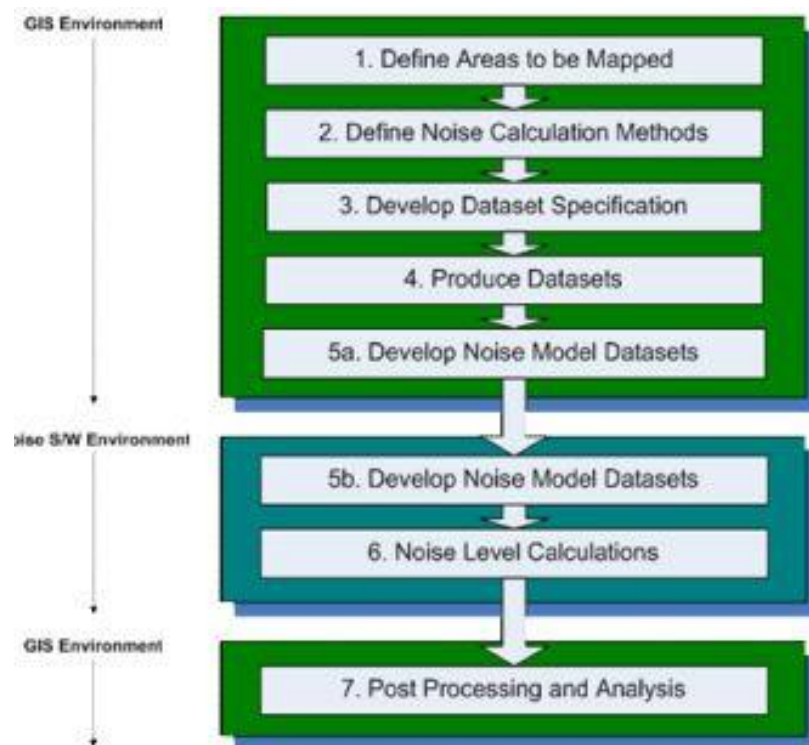 GIS Environment
1. Define Areas to be Mapped
2. Define Noise Calculation Methods
3. Develop Dataset Specification
4. Produce Datasets
5a. Develop Noise Model Datasets
oise S/W Environment
5b. Develop Noise Model Datasets
6. Noise Level Calculations
GIS Environment
7. Post Processing and Analysis